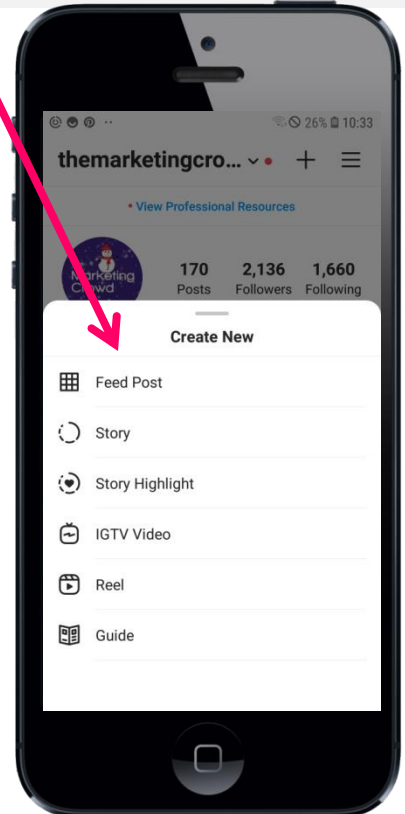 26% 10:33
themarketingcro...
• View Professional Resources
Marketing
Crowd
170 2,136 1,660
Posts Followers Following
Create New
Feed Post
Story
Story Highlight
IGTV Video
Reel
Guide